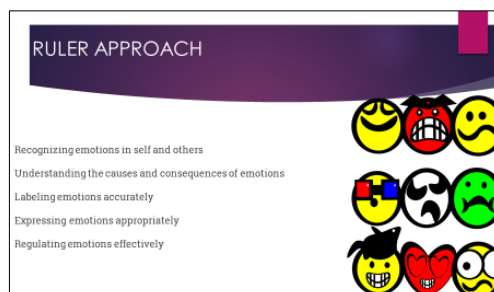 RULER APPROACH
Recognizing emotions in self and others
Understanding the causes and consequences of emotions
Labeling emotions accurately
Expressing emotions appropriately
Regulating emotions effectively